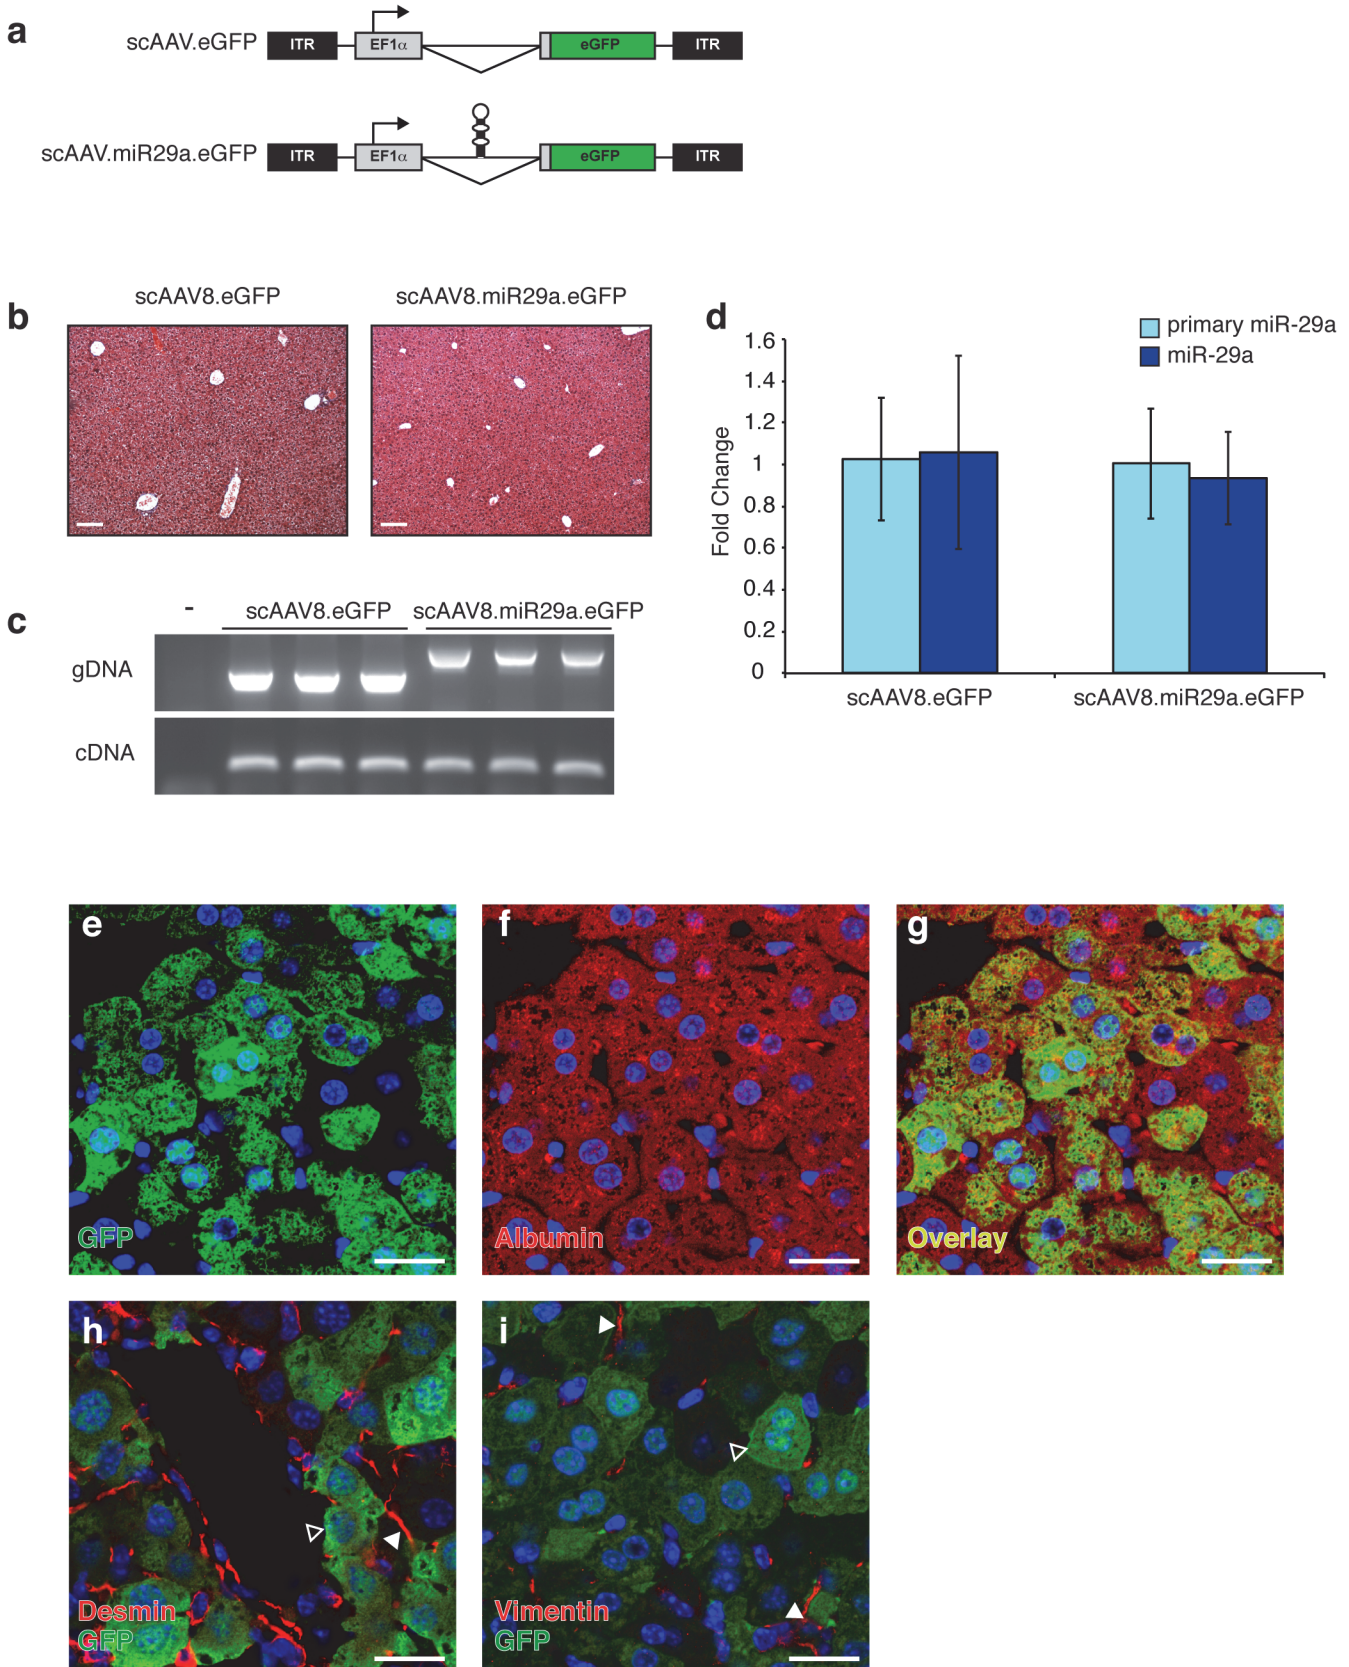 a
scAAV.eGFP
ITR
EF1α
eGFP
ITR
scAAV.miR29a.eGFP
ITR
EF1α
eGFP
ITR
b
scAAV8.eGFP
scAAV8.miR29a.eGFP
c
-
scAAV8.eGFP
scAAV8.miR29a.eGFP
gDNA
cDNA
d
primary miR-29a
miR-29a
Fold Change
1.6
1.4
1.2
1
0.8
0.6
0.4
0.2
0
scAAV8.eGFP
scAAV8.miR29a.eGFP
e
GFP
f
Albumin
g
Overlay
h
Desmin
GFP
i
Vimentin
GFP